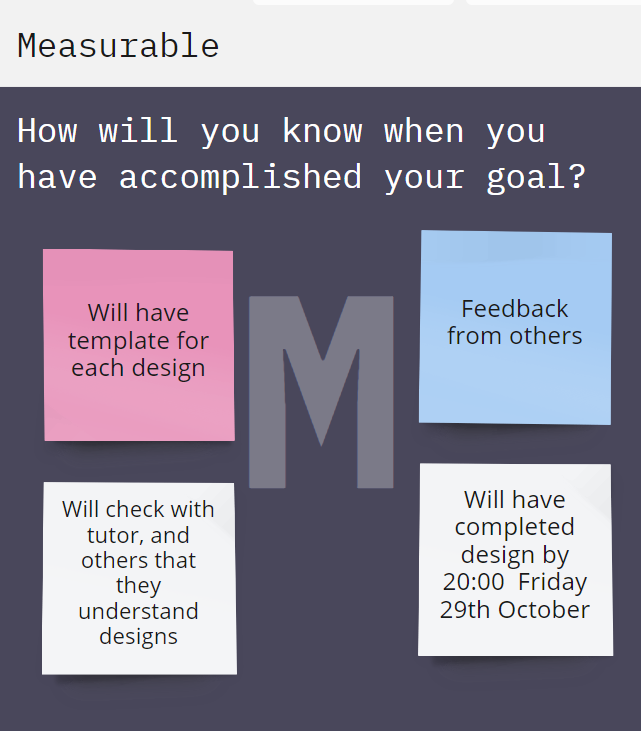 Measurable
How will you know when you
have accomplished your goal?
Will have
template for
each design
Feedback
from others
M
Will check with
tutor, and
others that
they
understand
designs
Will have
completed
design by
20:00  Friday
29th October